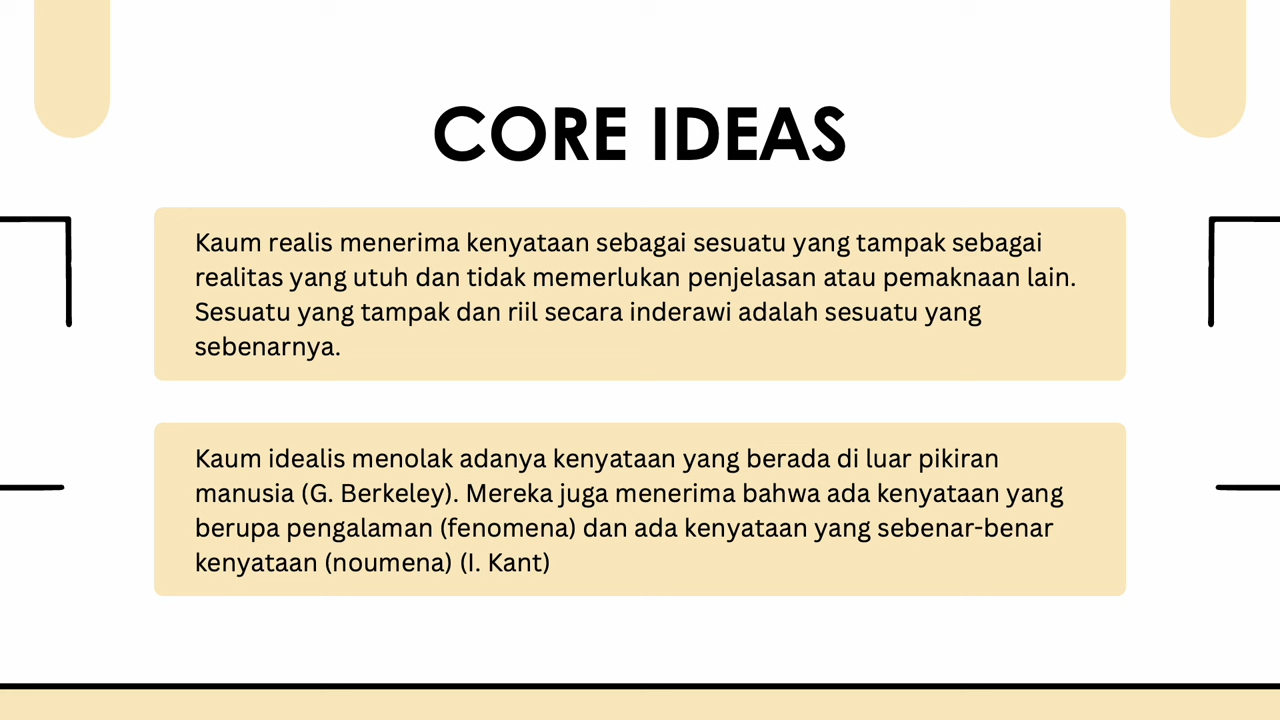 CORE IDEAS
Kaum realis menerima kenyataan sebagai sesuatu yang tampak sebagai
realitas yang utuh dan tidak memerlukan penjelasan atau pemaknaan lain.
Sesuatu yang tampak dan riil secara inderawi adalah sesuatu yang
sebenarnya.
Kaum idealis menolak adanya kenyataan yang berada di luar pikiran
manusia (G. Berkeley). Mereka juga menerima bahwa ada kenyataan yang
berupa pengalaman (fenomena) dan ada kenyataan yang sebenar-benar
kenyataan (noumena) (I. Kant)